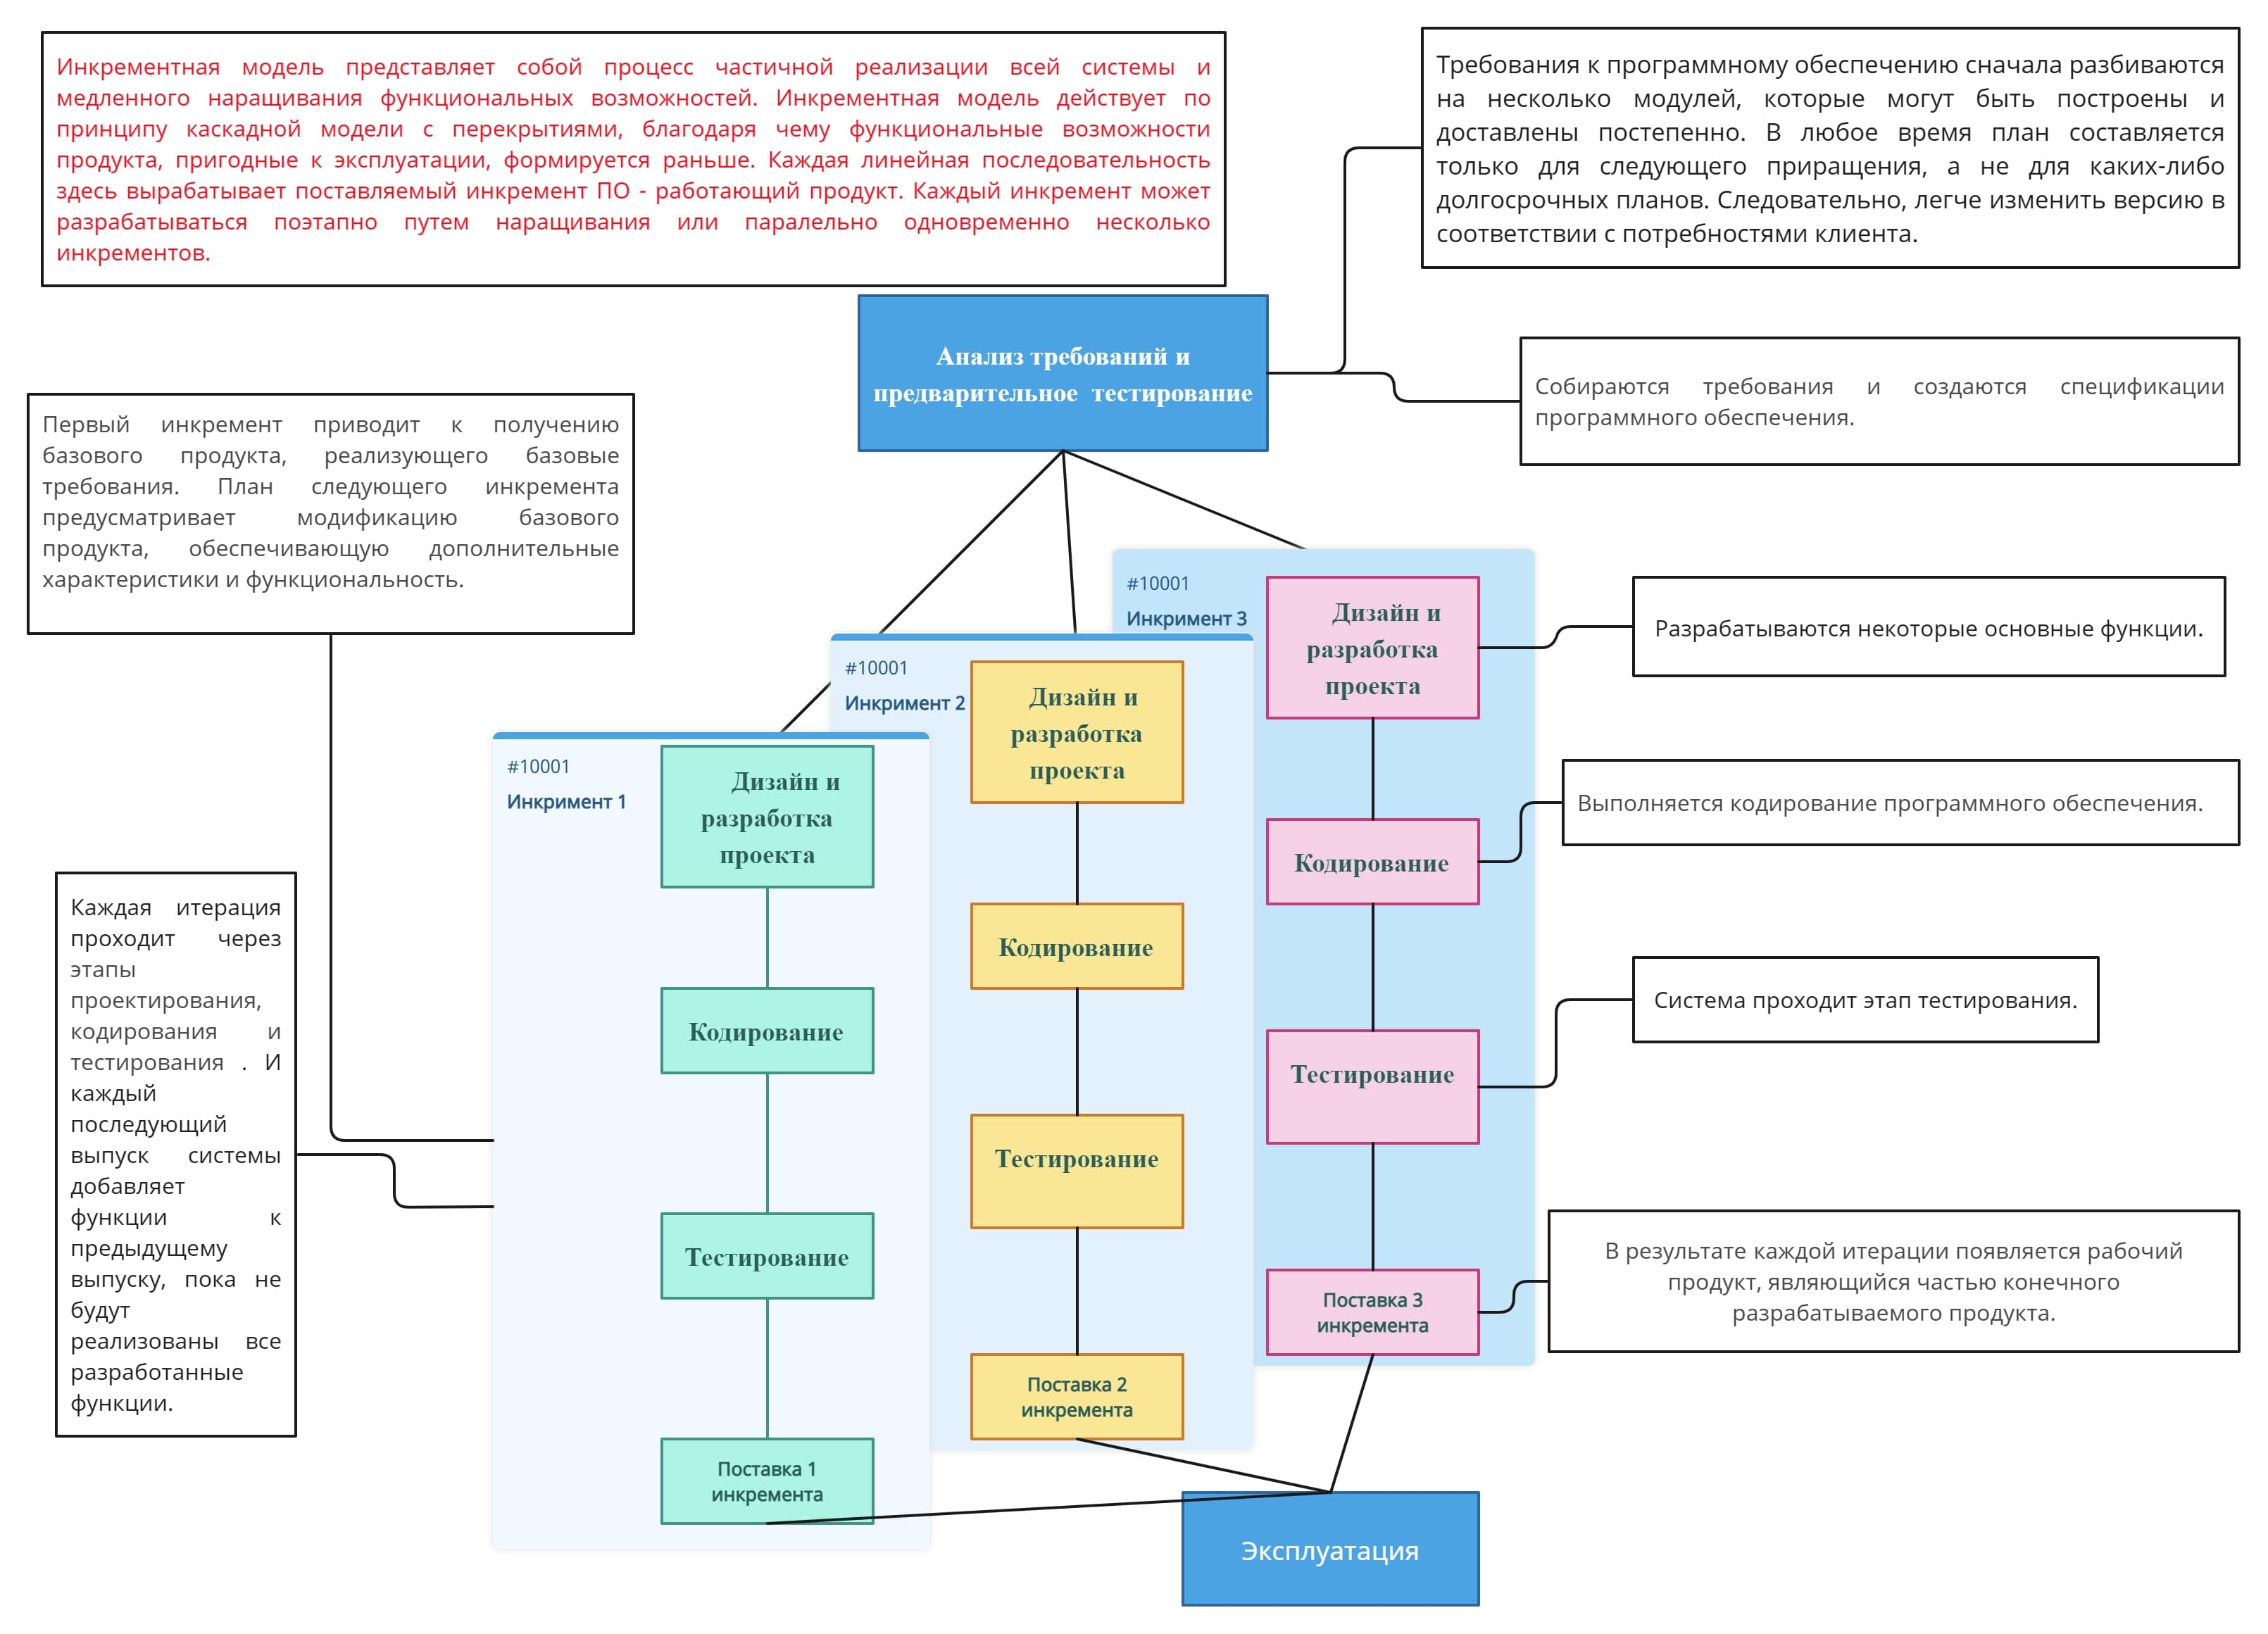 Инкрементная модель представляет собой процесс частичной реализации всей системы и
медленного наращивания функциональных возможностей. Инкрементная модель действует по
принципу каскадной модели с перекрытиями, благодаря чему функциональные возможности
продукта, пригодные к эксплуатации, формируется раньше. Каждая линейная последовательность
здесь вырабатывает поставляемый инкремент ПО - работающий продукт. Каждый инкремент может
разрабатываться поэтапно путем наращивания или паралельно одновременно несколько
инкрементов.
Требования к программному обеспечению сначала разбиваются
на несколько модулей, которые могут быть построены и
доставлены постепенно. В любое время план составляется
только для следующего приращения, а не для каких-либо
долгосрочных планов. Следовательно, легче изменить версию в
соответствии с потребностями клиента.
Анализ требований и
предварительное тестирование
Собираются требования и создаются спецификации
программного обеспечения.
Первый инкремент приводит к получению
базового продукта, реализующего базовые
требования. План следующего инкремента
предусматривает модификацию базового
продукта, обеспечивающую дополнительные
характеристики и функциональность.
#10001
Инкримент 3
Дизайн и
разработка
проекта
Кодирование
Тестирование
Поставка 3
инкремента
Разрабатываются некоторые основные функции.
Выполняется кодирование программного обеспечения.
Система проходит этап тестирования.
В результате каждой итерации появляется рабочий
продукт, являющийся частью конечного
разрабатываемого продукта.
#10001
Инкримент 2
Дизайн и
разработка
проекта
Кодирование
Тестирование
Поставка 2
инкремента
#10001
Инкримент 1
Дизайн и
разработка
проекта
Кодирование
Тестирование
Поставка 1
инкремента
Каждая итерация
проходит через
этапы
проектирования,
кодирования и
тестирования . И
каждый
последующий
выпуск системы
добавляет
функции к
предыдущему
выпуску, пока не
будут
реализованы все
разработанные
функции.
Эксплуатация